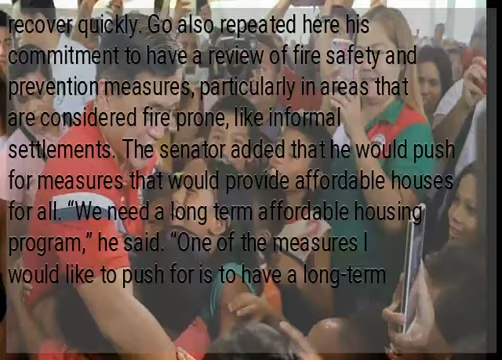 recover quickly. Go also repeated here his
commitment to have a review of fire safety and
prevention measures, particularly in areas that
are considered fire prone, like informal
settlements. The senator added that he would push
for measures that would provide affordable houses
for all. “We need a long term affordable housing
program,” he said. “One of the measures I
would like to push for is to have a long-term